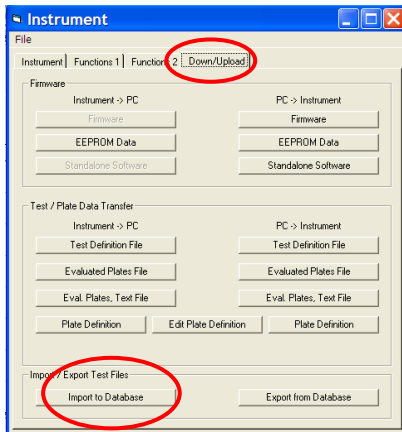 Instrument
File
Instrument Functions 1 Functions 2 Down/Upload
Firmware
Instrument -> PC PC -> Instrument
Firmware Firmware
EEPROM Data EEPROM Data
Standalone Software Standalone Software
Test / Plate Data Transfer
Instrument -> PC PC -> Instrument
Test Definition File Test Definition File
Evaluated Plates File Evaluated Plates File
Eval. Plates, Text File Eval. Plates, Text File
Plate Definition Edit Plate Definition Plate Definition
Import / Export Test Files
Import to Database Export from Database